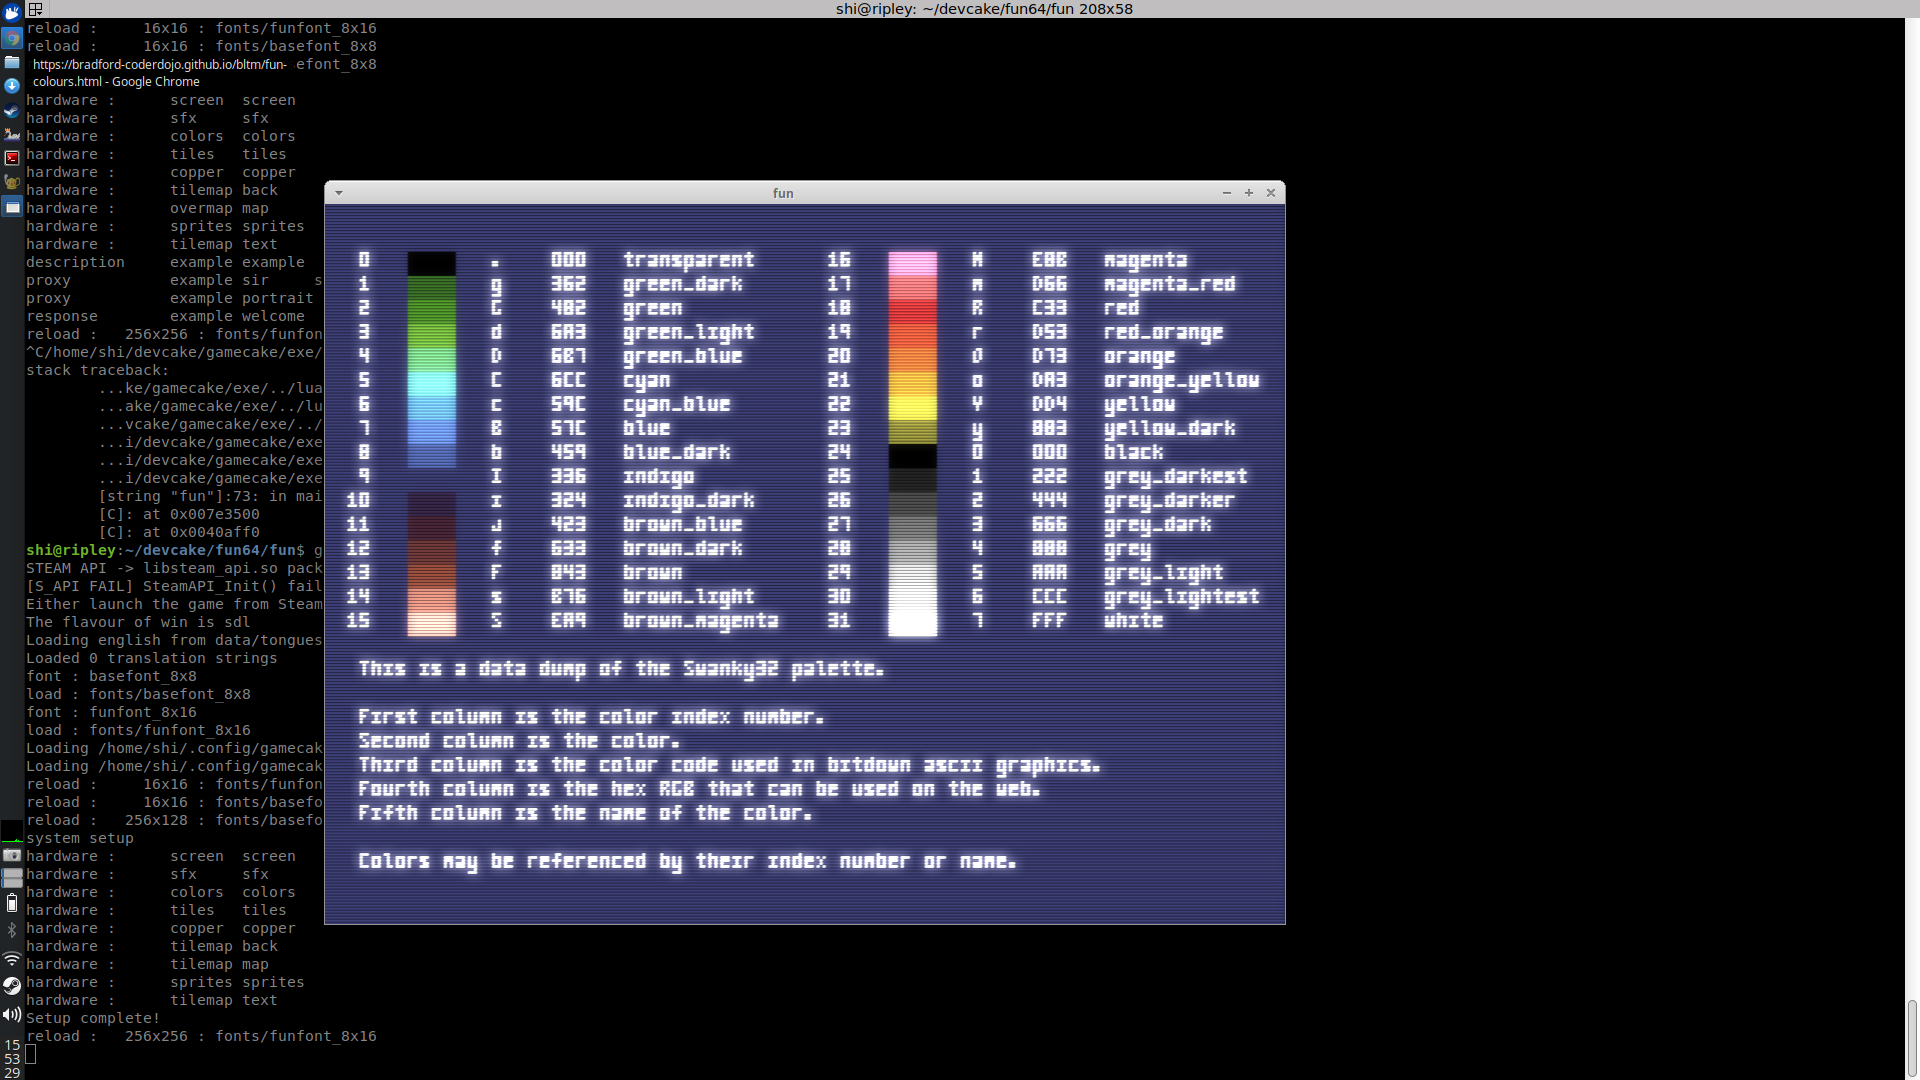 shi@ripley: ~/devcake/fun64/fun 208x58
reload :     16x16 : fonts/funfont_8x16
reload :     16x16 : fonts/basefont_8x8
https://bradford-coderdojo.github.io/bltm/fun- efont_8x8
colours.html - Google Chrome
hardware :      screen  screen
hardware :      sfx     sfx
hardware :      colors  colors
hardware :      tiles   tiles
hardware :      copper  copper
hardware :      tilemap back
hardware :      overmap map
hardware :      sprites sprites
hardware :      tilemap text
description     example example
proxy           example sir     s
proxy           example portrait
response        example welcome
reload :   256x256 : fonts/funfon
^C/home/shi/devcake/gamecake/exe/
stack traceback:
...ke/gamecake/exe/../lua
...ake/gamecake/exe/../lu
...vcake/gamecake/exe/../
...i/devcake/gamecake/exe
...i/devcake/gamecake/exe
...i/devcake/gamecake/exe
[string "fun"]:73: in mai
[C]: at 0x007e3500
[C]: at 0x0040aff0
shi@ripley:~/devcake/fun64/fun$ g
STEAM API -> libsteam_api.so pack
[S_API FAIL] SteamAPI_Init() fail
Either launch the game from Steam
The flavour of win is sdl
Loading english from data/tongues
Loaded 0 translation strings
font : basefont_8x8
load : fonts/basefont_8x8
font : funfont_8x16
load : fonts/funfont_8x16
Loading /home/shi/.config/gamecak
Loading /home/shi/.config/gamecak
reload :     16x16 : fonts/funfon
reload :     16x16 : fonts/basefo
reload :   256x128 : fonts/basefo
system setup
hardware :      screen  screen
hardware :      sfx     sfx
hardware :      colors  colors
hardware :      tiles   tiles
hardware :      copper  copper
hardware :      tilemap back
hardware :      tilemap map
hardware :      sprites sprites
hardware :      tilemap text
Setup complete!
reload :   256x256 : fonts/funfont_8x16
15
53
29
fun
0 . 000 transparent 16 M E8B magenta
1 g 362 green_dark 17 m D66 magenta_red
2 G 482 green 18 R C33 red
3 d 6A3 green_light 19 r D53 red_orange
4 D 6B7 green_blue 20 O D73 orange
5 C 6CC cyan 21 o DA3 orange_yellow
6 c 59C cyan_blue 22 Y DD4 yellow
7 B 57C blue 23 y 883 yellow_dark
8 b 459 blue_dark 24 0 000 black
9 I 336 indigo 25 1 222 grey_darkest
10 i 324 indigo_dark 26 2 444 grey_darker
11 j 423 brown_blue 27 3 666 grey_dark
12 f 633 brown_dark 28 4 888 grey
13 F 843 brown 29 5 AAA grey_light
14 s B76 brown_light 30 6 CCC grey_lightest
15 S EA9 brown_magenta 31 7 FFF white
This is a data dump of the Swanky32 palette.
First column is the color index number.
Second column is the color.
Third column is the color code used in bitdown ascii graphics.
Fourth column is the hex RGB that can be used on the web.
Fifth column is the name of the color.
Colors may be referenced by their index number or name.